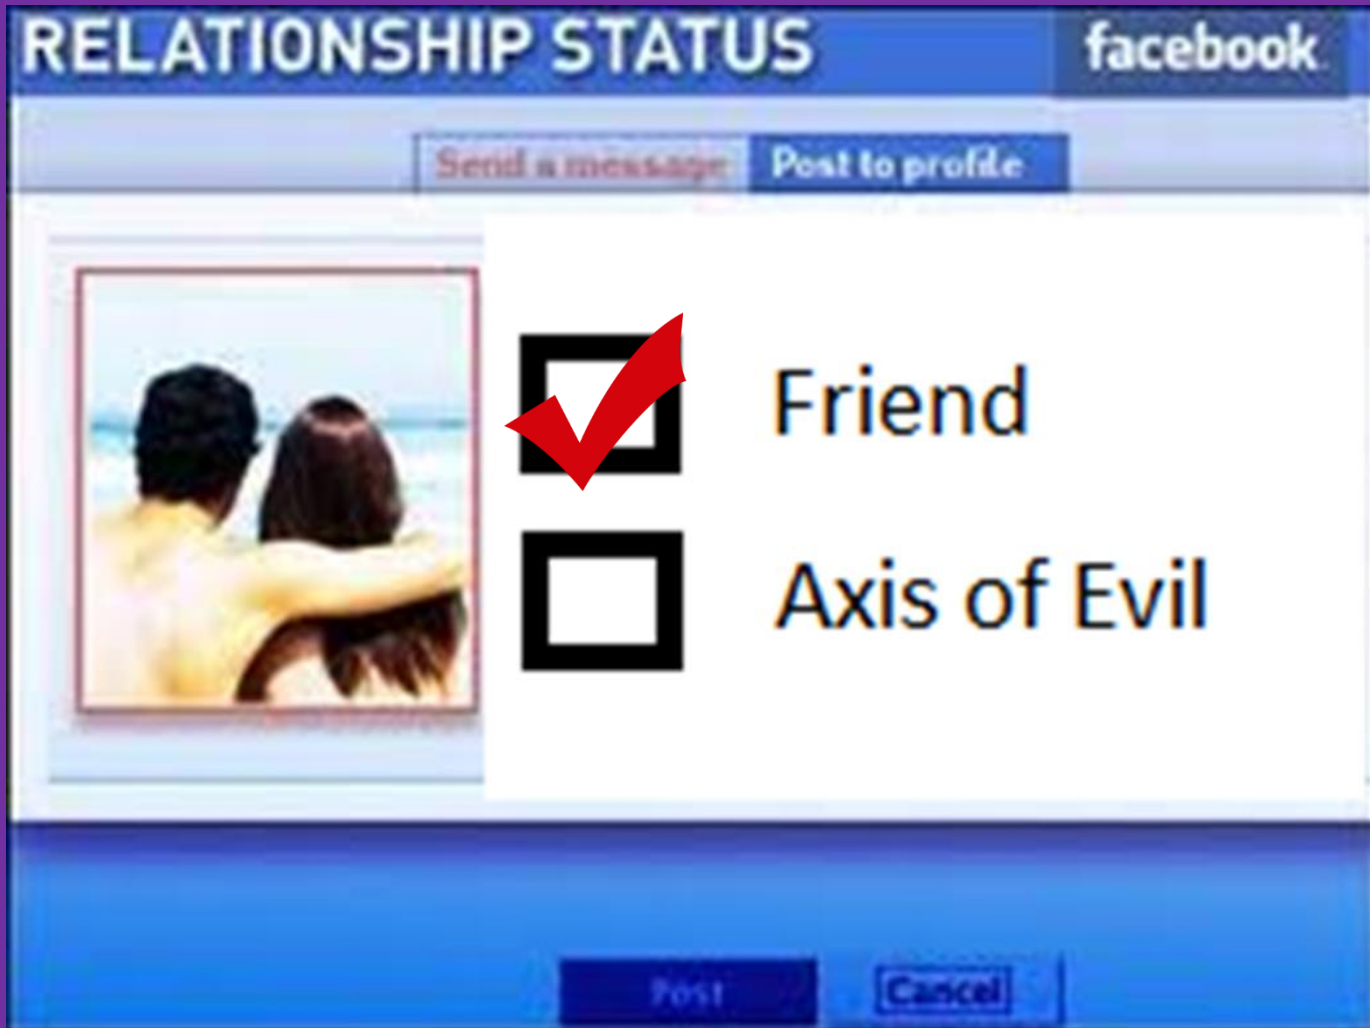 RELATIONSHIP STATUS
facebook
Send a message
Post to profile
Friend
Axis of Evil
Post
Cancel